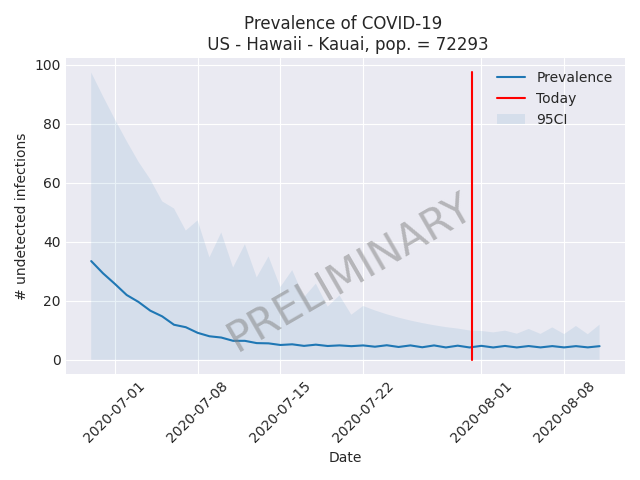 Prevalence of COVID-19
US - Hawaii - Kauai, pop. = 72293
100
80
60
40
20
0
# undetected infections
Prevalence
Today
95CI
PRELIMINARY
2020-07-01
2020-07-08
2020-07-15
2020-07-22
2020-08-01
2020-08-08
Date